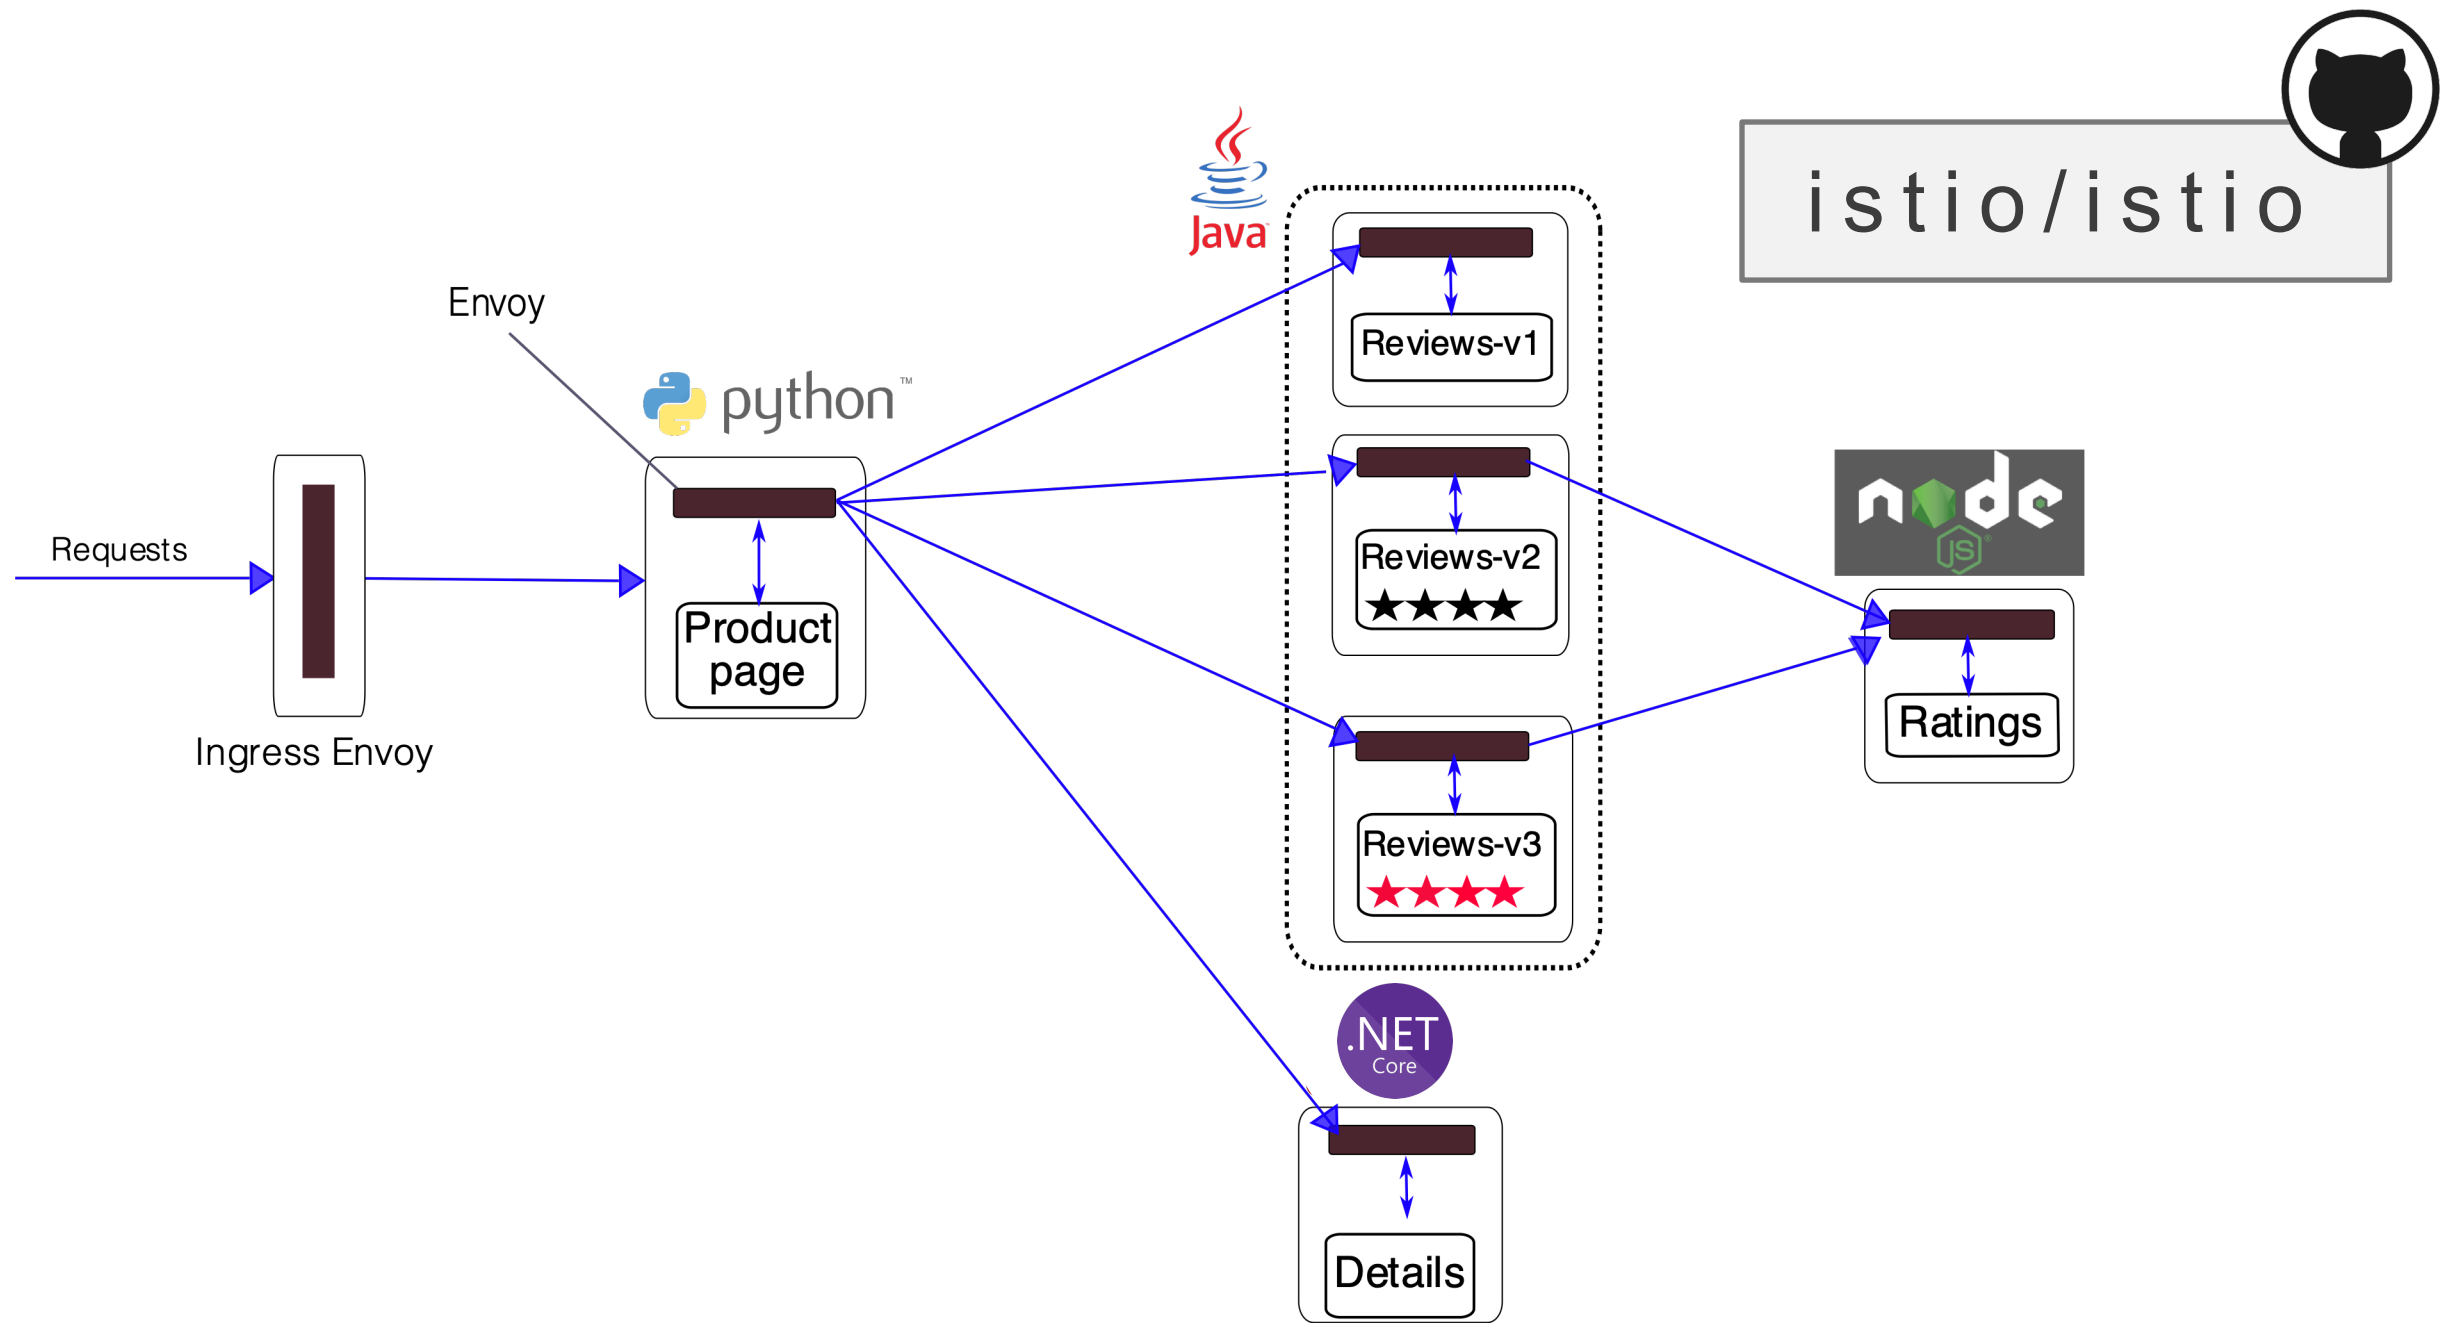 istio/istio
Java™
Envoy
python™
Requests
Ingress Envoy
Product
page
Reviews-v1
Reviews-v2
Reviews-v3
node
JS®
Ratings
.NET
Core
Details